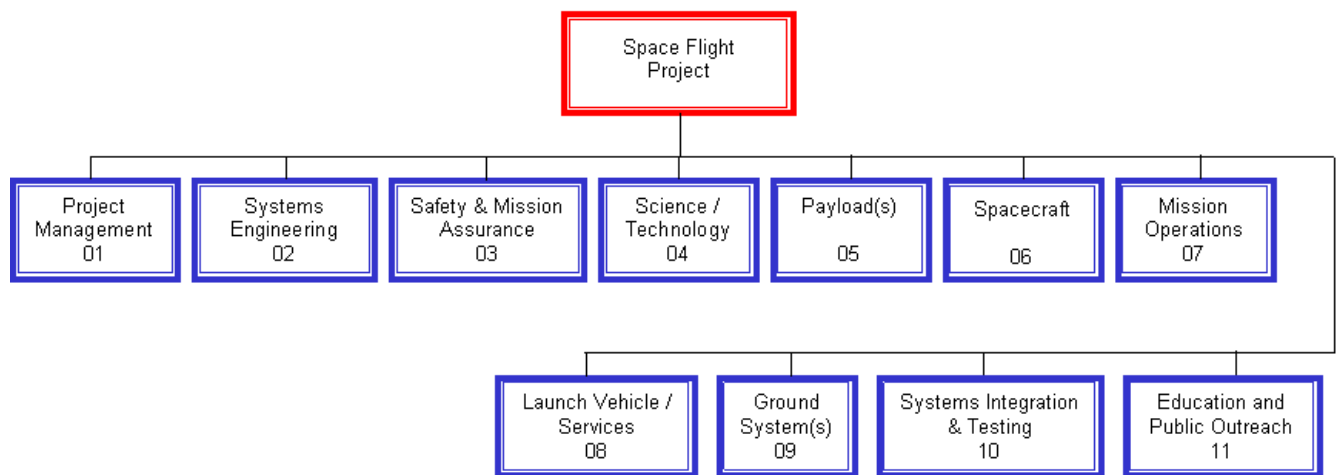 Space Flight
Project
Project
Management
01
Systems
Engineering
02
Safety & Mission
Assurance
03
Science /
Technology
04
Payload(s)
05
Spacecraft
06
Mission
Operations
07
Launch Vehicle /
Services
08
Ground
System(s)
09
Systems Integration
& Testing
10
Education and
Public Outreach
11